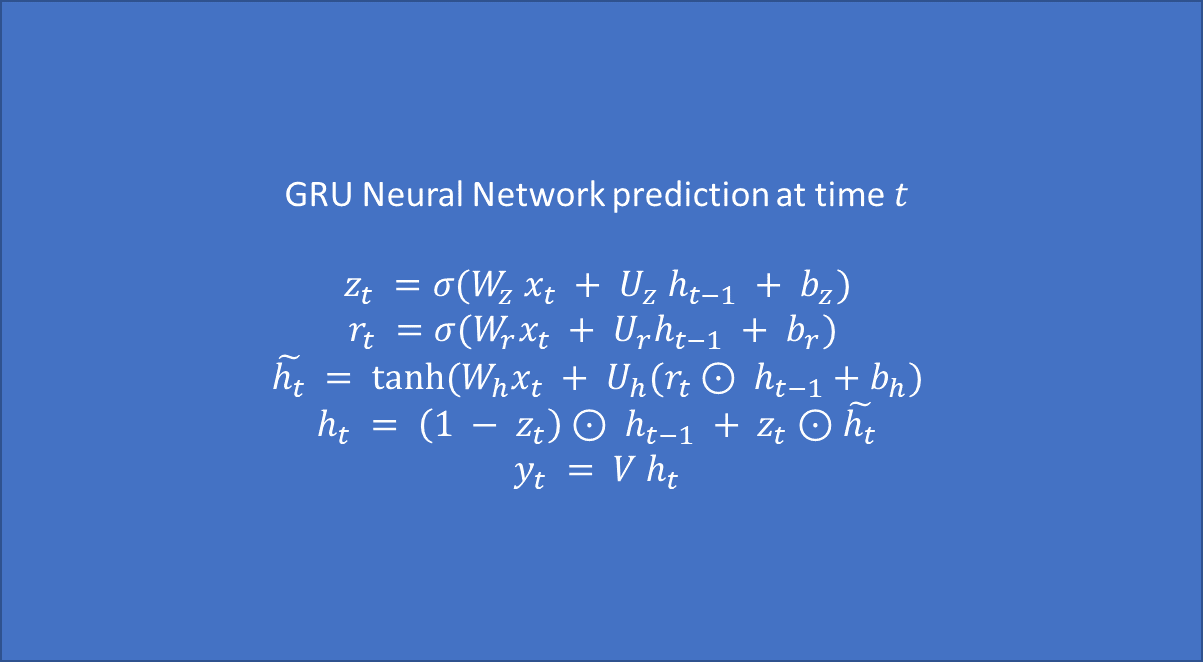 GRU Neural Network prediction at time t
z_t = σ(W_z x_t + U_z h_{t−1} + b_z)
r_t = σ(W_r x_t + U_r h_{t−1} + b_r)
h̃_t = tanh(W_h x_t + U_h(r_t ⊙ h_{t−1} + b_h)
h_t = (1 − z_t) ⊙ h_{t−1} + z_t ⊙ h̃_t
y_t = V h_t